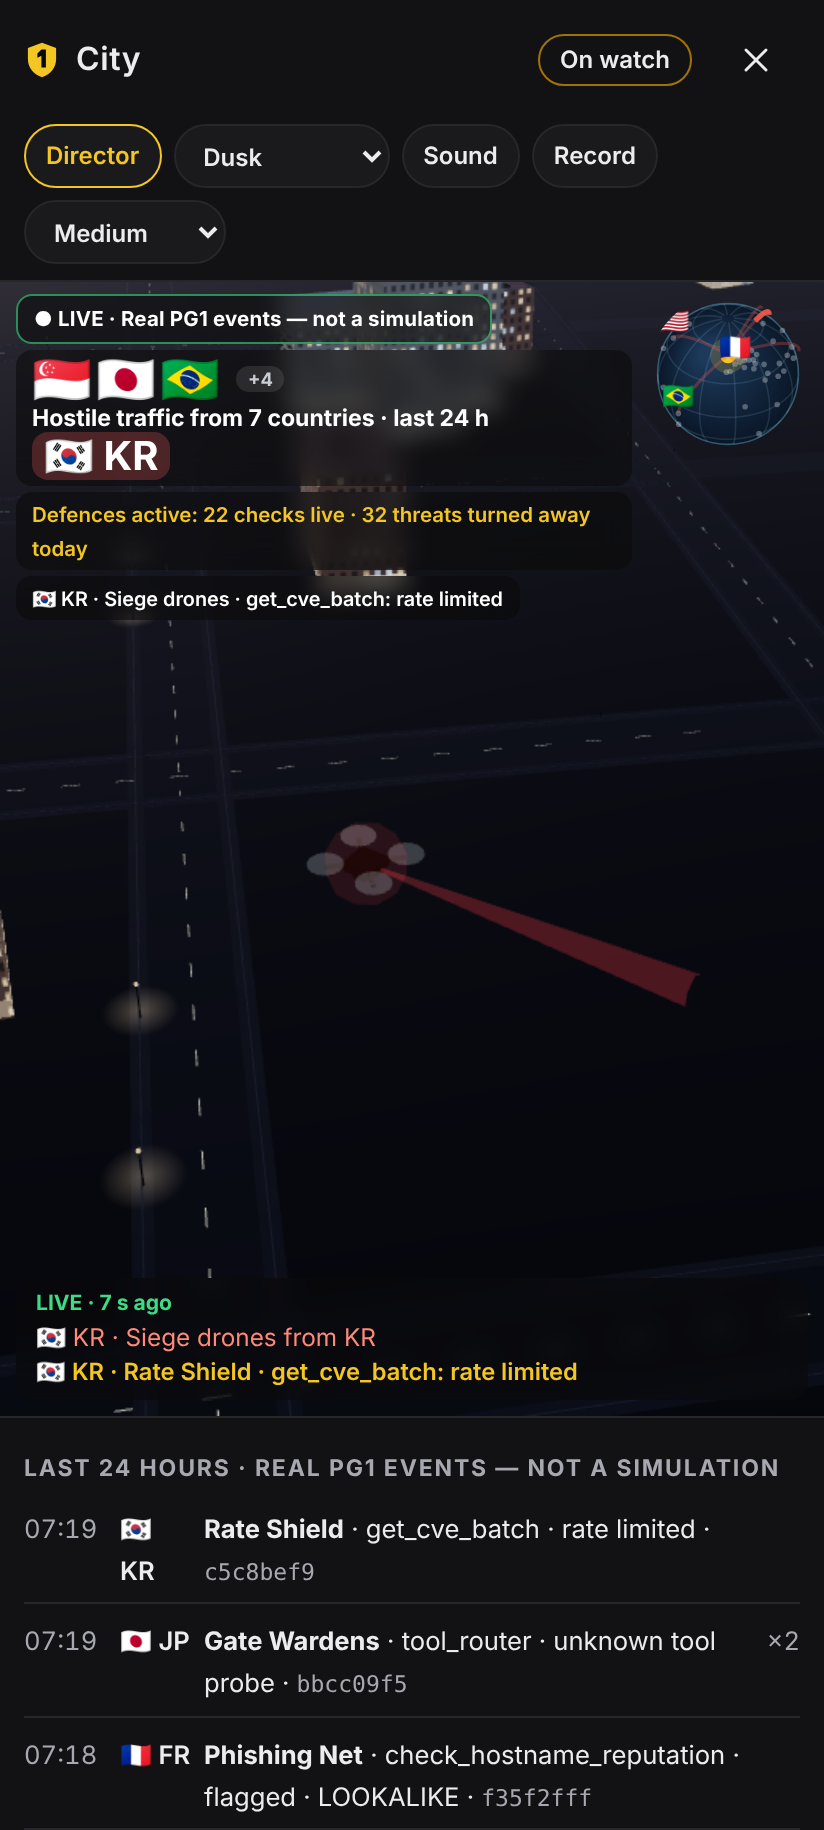 1 City
On watch
Director
Dusk
Sound
Record
Medium
LIVE · Real PG1 events — not a simulation
+4
Hostile traffic from 7 countries · last 24 h
KR
Defences active: 22 checks live · 32 threats turned away
today
KR · Siege drones · get_cve_batch: rate limited
LIVE · 7 s ago
KR · Siege drones from KR
KR · Rate Shield · get_cve_batch: rate limited
LAST 24 HOURS · REAL PG1 EVENTS — NOT A SIMULATION
07:19 KR Rate Shield · get_cve_batch · rate limited ·
c5c8bef9
07:19 JP Gate Wardens · tool_router · unknown tool ×2
probe · bbcc09f5
07:18 FR Phishing Net · check_hostname_reputation ·
flagged · LOOKALIKE · f35f2fff